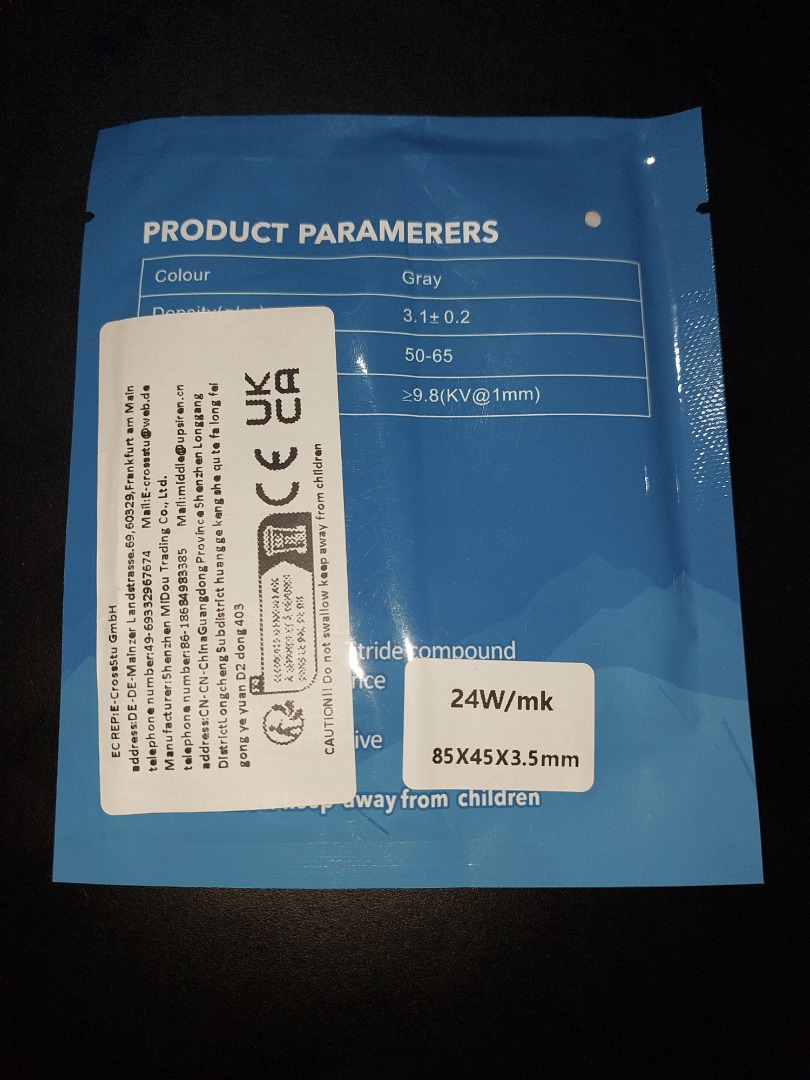 PRODUCT PARAMERERS
Colour Gray
3.1± 0.2
50-65
≥9.8(KV@1mm)
EC REP:E-CrossStu GmbH
address:DE-DE-Mainzer Landstrasse.69,60329,Frankfurt am Main
telephone number:49-69332967674 Mail:E-crossstu@web.de
Manufacturer:Shenzhen MiDou Trading Co., Ltd.
telephone number:86-18684983385 Mail:middle@upsiren.cn
address:CN-CN-ChinaGuangdong Province Shenzhen Longgang
DistrictLongcheng Subdistrict huangge keng she qu te fa long fei
gong ye yuan D2 dong 403
CE UK CA
CAUTION!! Do not swallow keep away from children
tride compound
nce
ive
24W/mk
85X45X3.5mm
keep away from children